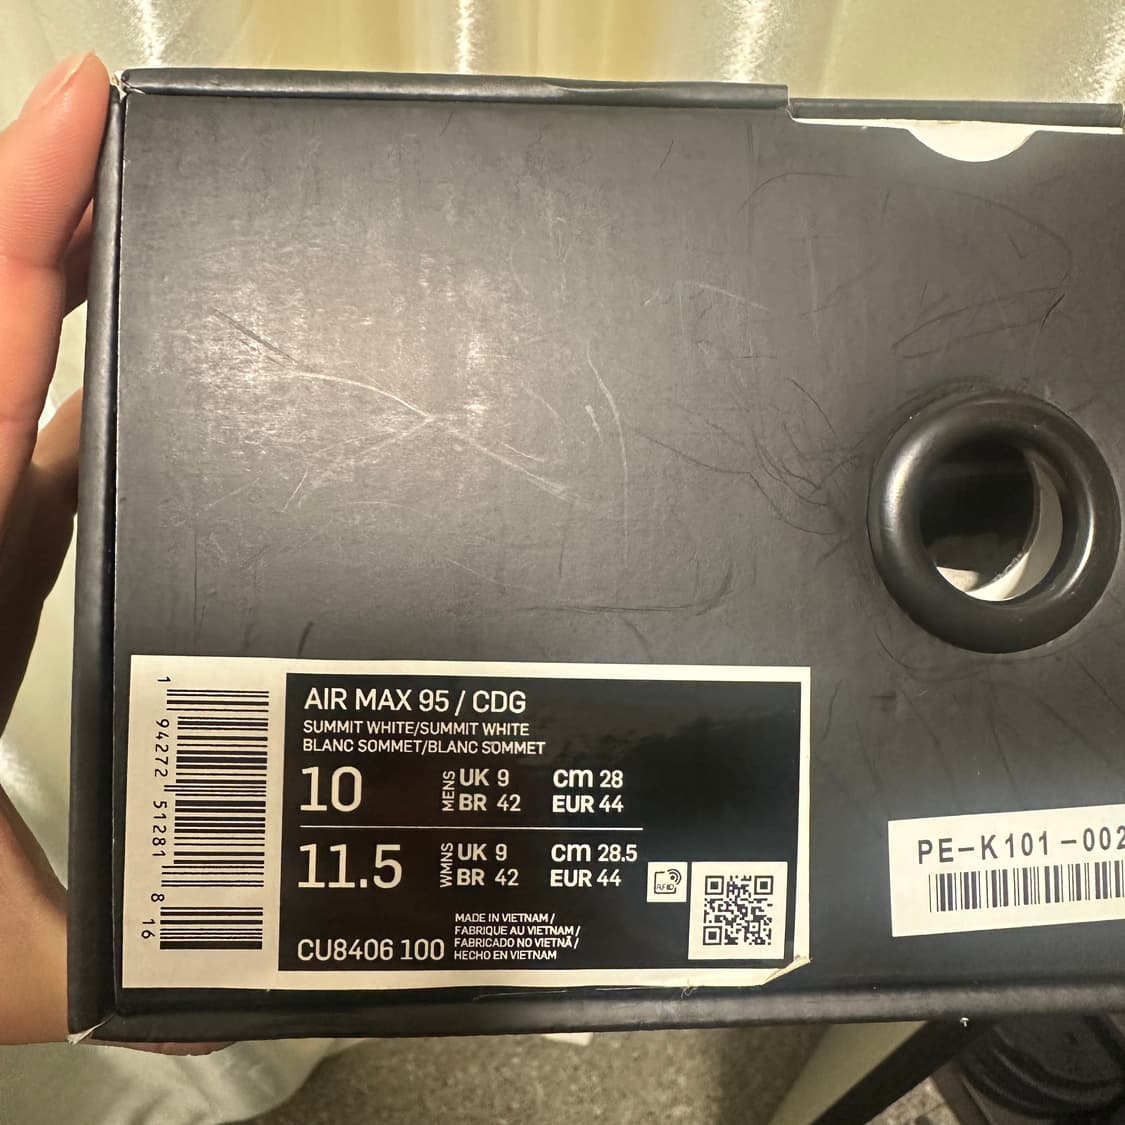 AIR MAX 95 / CDG
SUMMIT WHITE/SUMMIT WHITE
BLANC SOMMET/BLANC SOMMET
10 MENS UK 9 cm 28
BR 42 EUR 44
11.5 WMNS UK 9 cm 28.5
BR 42 EUR 44
RFID
MADE IN VIETNAM /
FABRIQUE AU VIETNAM /
FABRICADO NO VIETNÃ /
HECHO EN VIETNAM
CU8406 100
1 94272 51281 8 16
PE-K101-002